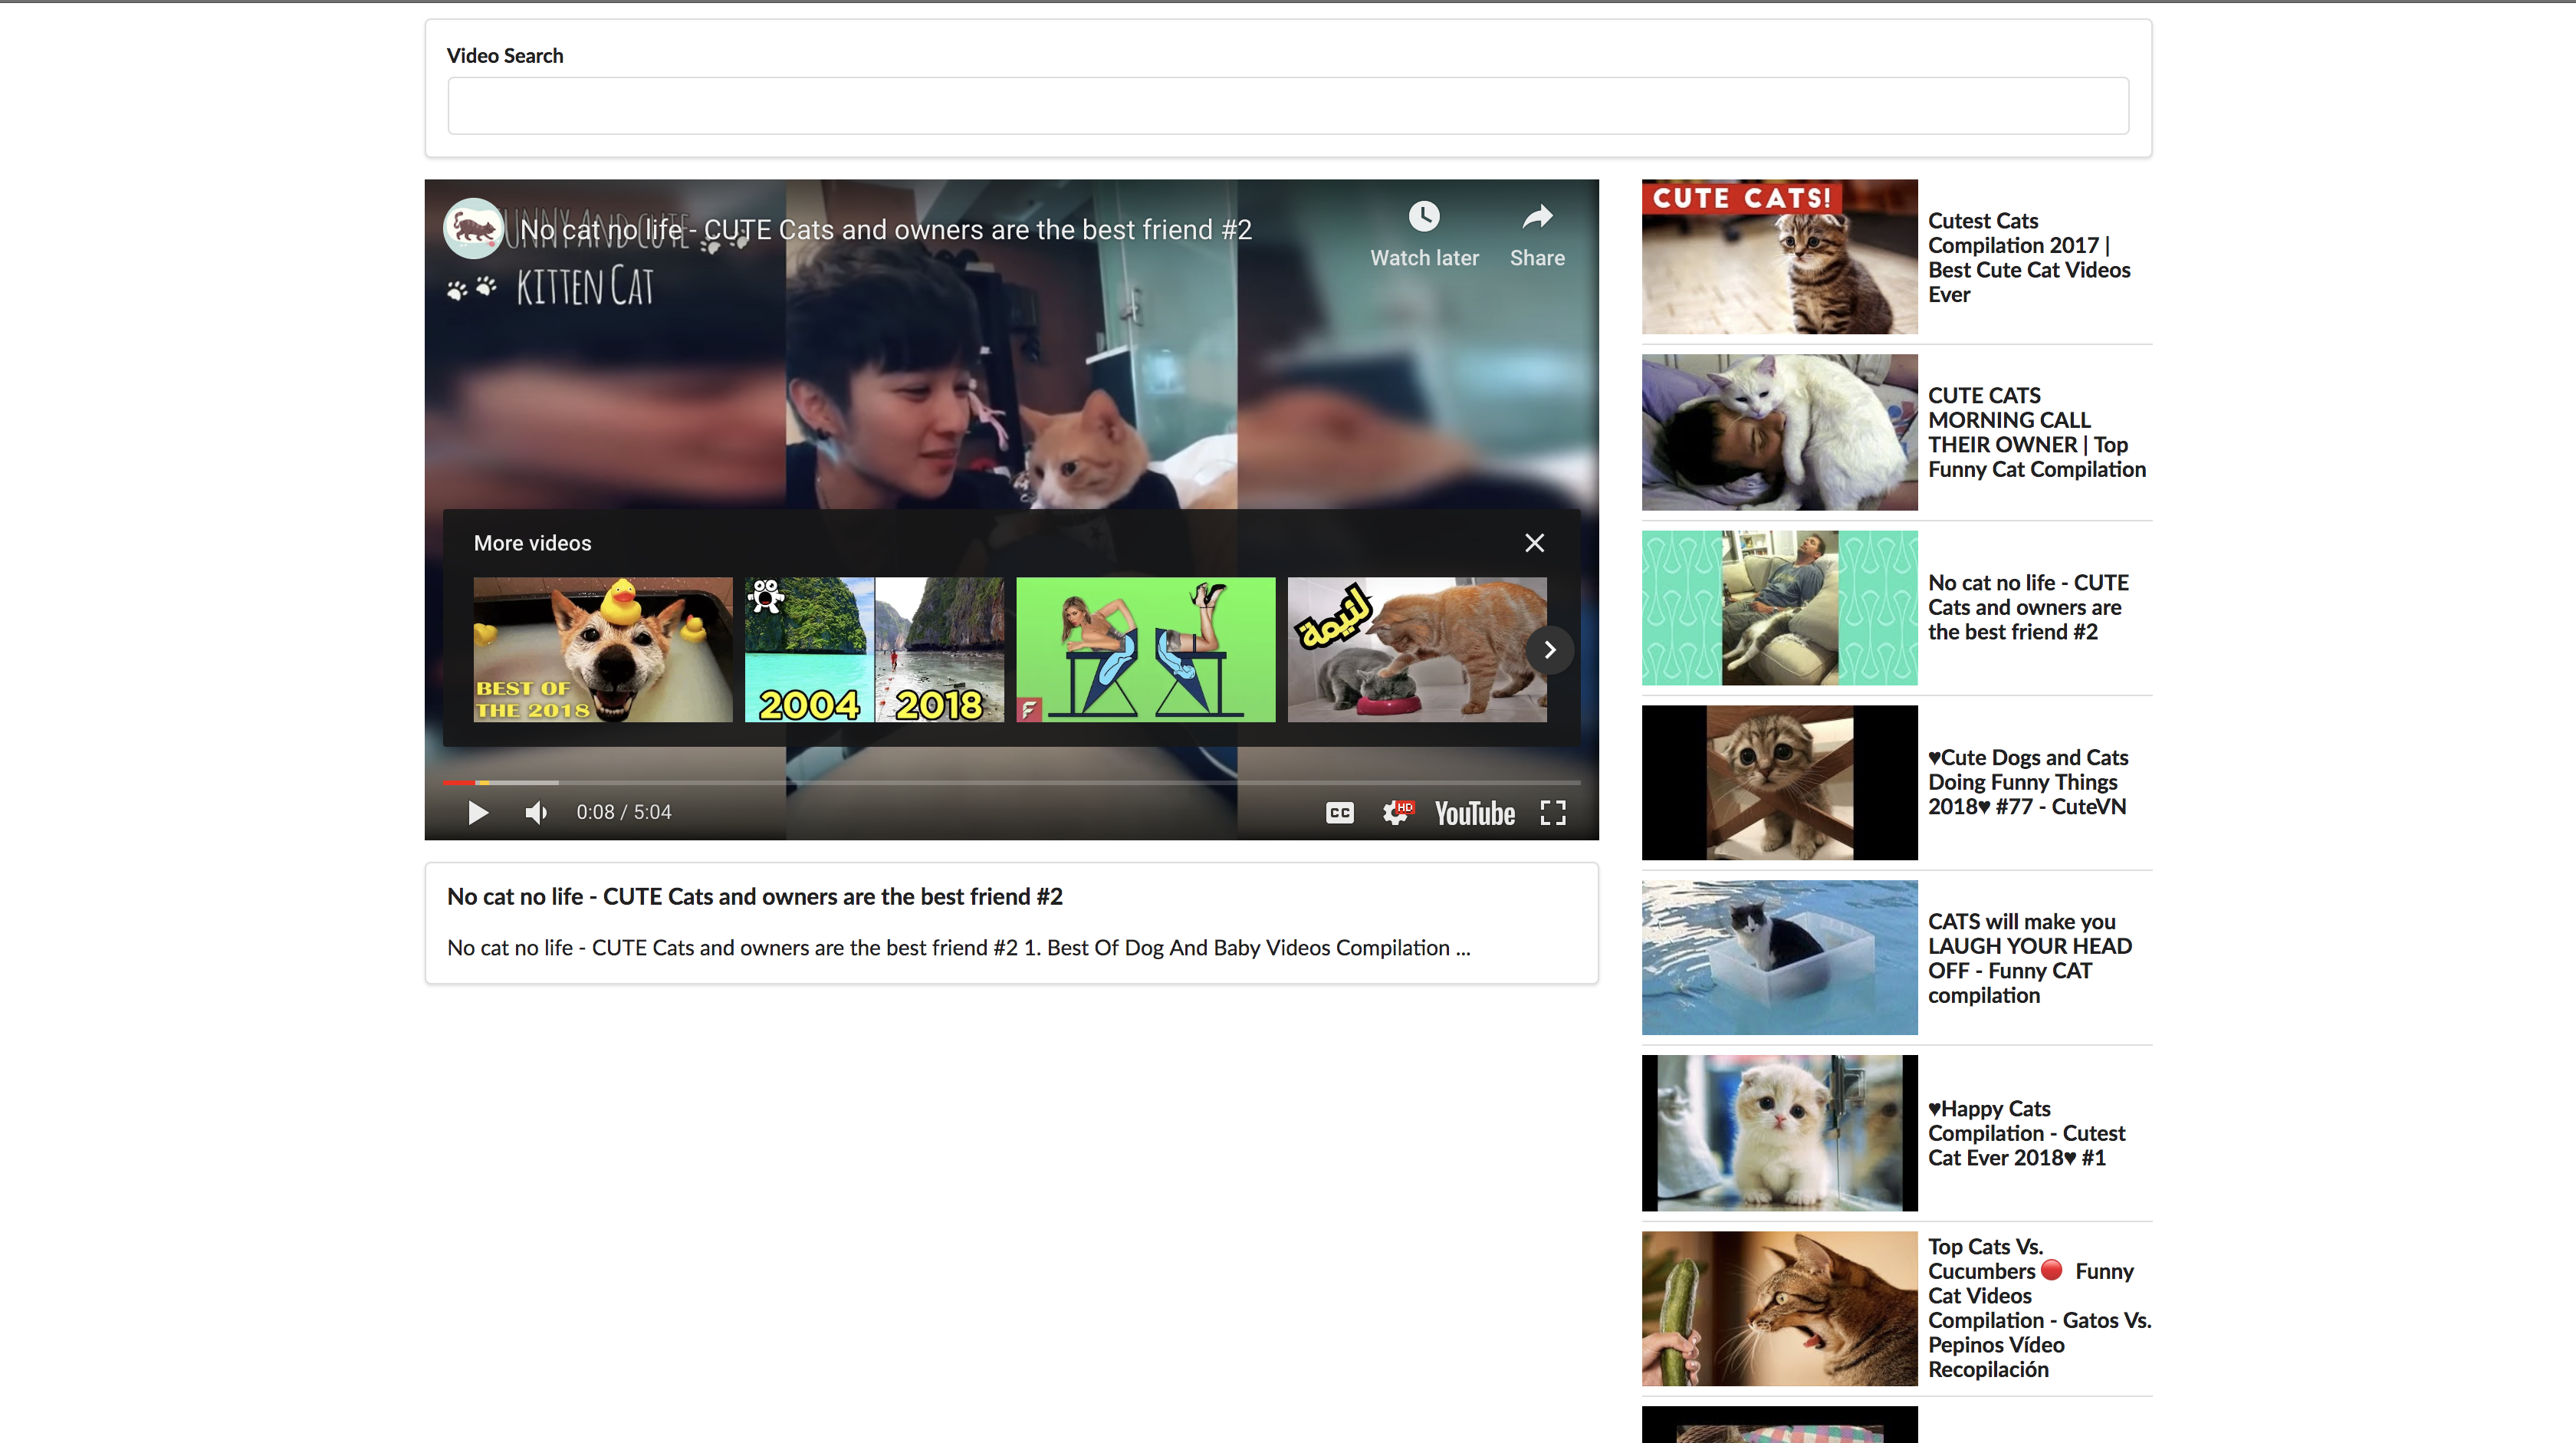 Video Search
FUNNY AND CUTE
KITTEN CAT
No cat no life - CUTE Cats and owners are the best friend #2
Watch later
Share
More videos
BEST OF
THE 2018
2004
2018
F
لئيمة
0:08 / 5:04
CC
HD
YouTube
No cat no life - CUTE Cats and owners are the best friend #2
No cat no life - CUTE Cats and owners are the best friend #2 1. Best Of Dog And Baby Videos Compilation ...
CUTE CATS!
Cutest Cats
Compilation 2017 |
Best Cute Cat Videos
Ever
CUTE CATS
MORNING CALL
THEIR OWNER | Top
Funny Cat Compilation
No cat no life - CUTE
Cats and owners are
the best friend #2
♥Cute Dogs and Cats
Doing Funny Things
2018♥ #77 - CuteVN
CATS will make you
LAUGH YOUR HEAD
OFF - Funny CAT
compilation
♥Happy Cats
Compilation - Cutest
Cat Ever 2018♥ #1
Top Cats Vs.
Cucumbers🔴 Funny
Cat Videos
Compilation - Gatos Vs.
Pepinos Vídeo
Recopilación